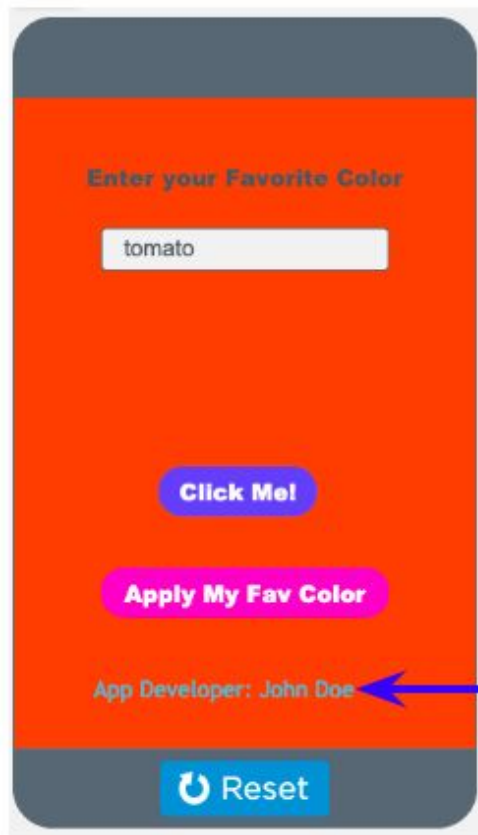 Enter your Favorite Color
tomato
Click Me!
Apply My Fav Color
App Developer: John Doe
Reset